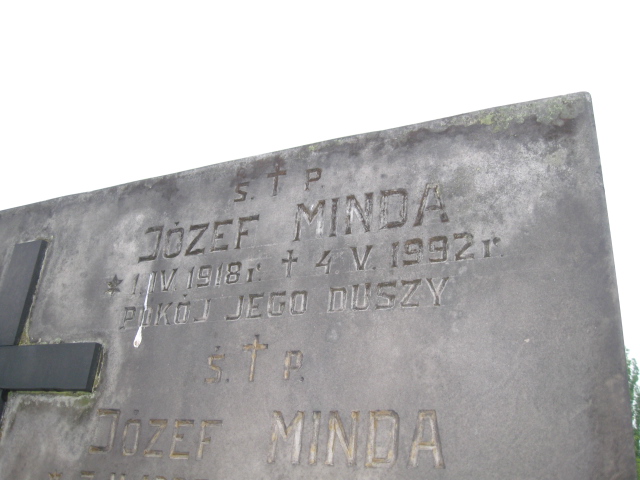 Ś. † P.
JÓZEF MINDA
* 1. IV. 1918 r. † 4. V. 1992 r.
POKÓJ JEGO DUSZY
Ś. † P.
JÓZEF MINDA